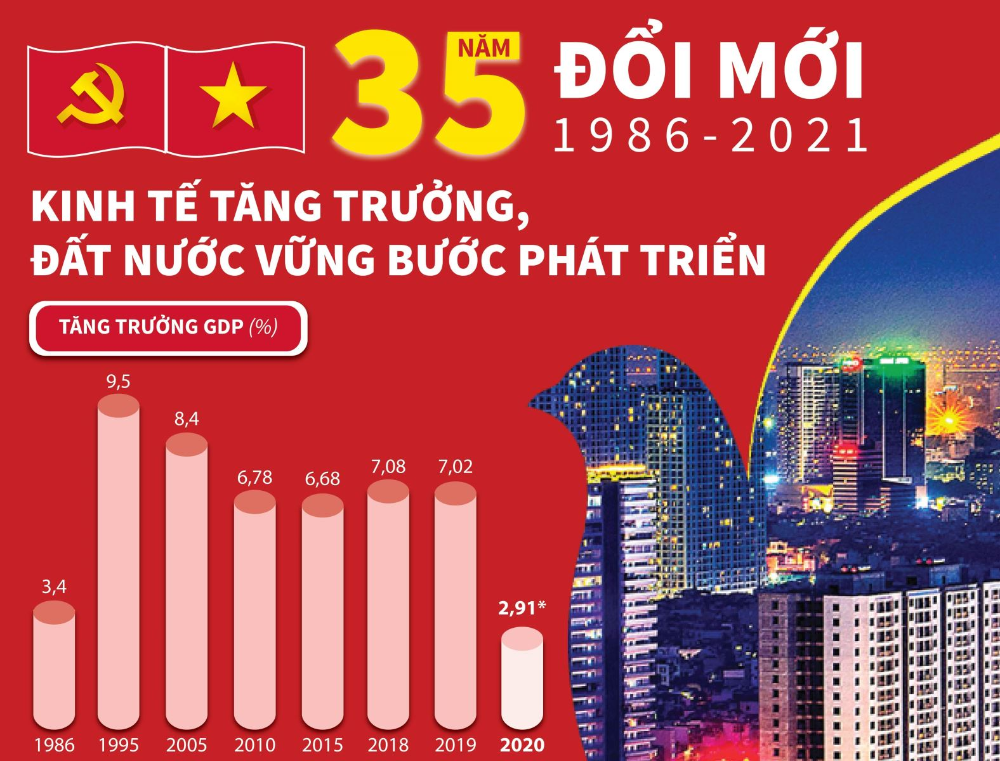 35
NĂM
ĐỔI MỚI
1986-2021
KINH TẾ TĂNG TRƯỞNG,
ĐẤT NƯỚC VỮNG BƯỚC PHÁT TRIỂN
TĂNG TRƯỞNG GDP (%)
3,4
9,5
8,4
6,78
6,68
7,08
7,02
2,91*
1986 1995 2005 2010 2015 2018 2019 2020